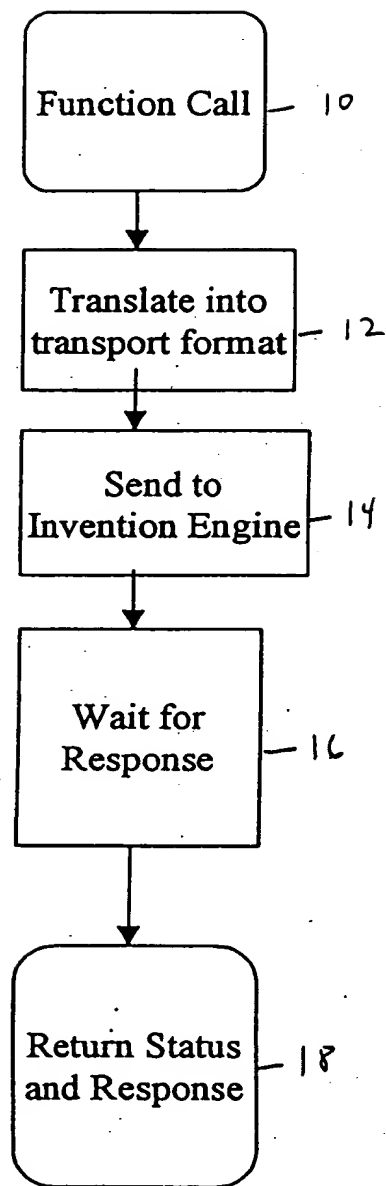 Function Call
10
Translate into
transport format
12
Send to
Invention Engine
14
Wait for
Response
16
Return Status
and Response
18